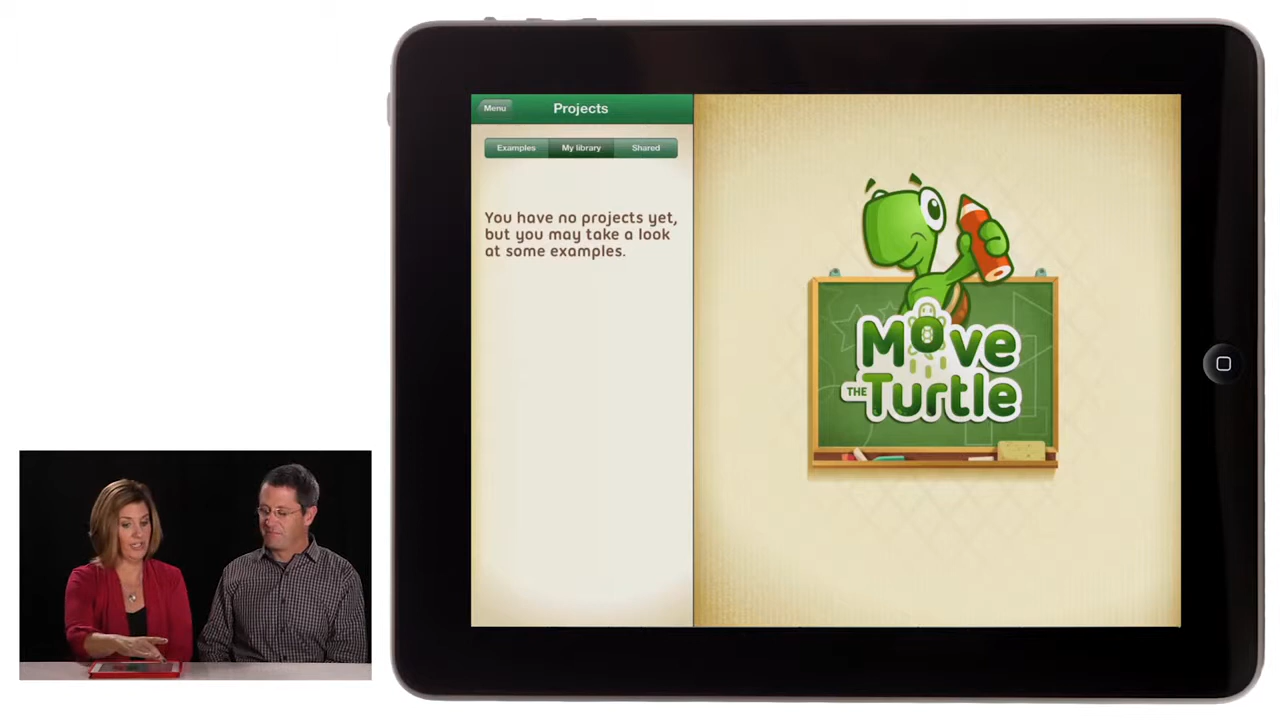 Menu
Projects
Examples
My library
Shared
You have no projects yet,
but you may take a look
at some examples.
Move
THE Turtle